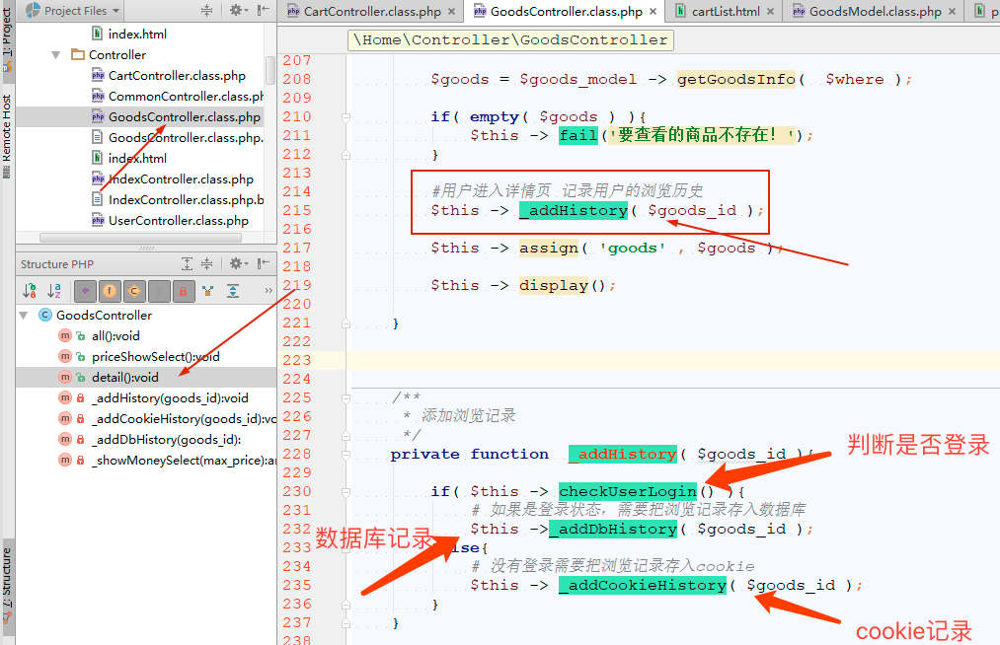 1: Project
Remote Host
7: Structure
Project Files
index.html
Controller
CartController.class.php
CommonController.class.ph
GoodsController.class.php
GoodsController.class.php.
index.html
IndexController.class.php
IndexController.class.php.b
UserController.class.php
Structure PHP
GoodsController
all():void
priceShowSelect():void
detail():void
_addHistory(goods_id):void
_addCookieHistory(goods_id):vo
_addDbHistory(goods_id):
_showMoneySelect(max_price):ar
CartController.class.php
GoodsController.class.php
cartList.html
GoodsModel.class.php
p
\Home\Controller\GoodsController
207
208 $goods = $goods_model -> getGoodsInfo( $where );
209
210 if( empty( $goods ) ){
211 $this -> fail('要查看的商品不存在! ');
212 }
213
214 #用户进入详情页 记录用户的浏览历史
215 $this -> _addHistory( $goods_id );
216
217 $this -> assign( 'goods' , $goods );
218
219 $this -> display();
220
221 }
222
223
224
225 /**
226 * 添加浏览记录
227 */
228 private function _addHistory( $goods_id ){
229
判断是否登录
230 if( $this -> checkUserLogin() ){
231 # 如果是登录状态，需要把浏览记录存入数据库
232 $this ->_addDbHistory( $goods_id );
数据库记录
233 lse{
234 # 没有登录需要把浏览记录存入cookie
235 $this -> _addCookieHistory( $goods_id );
236 }
237 }
cookie记录
238